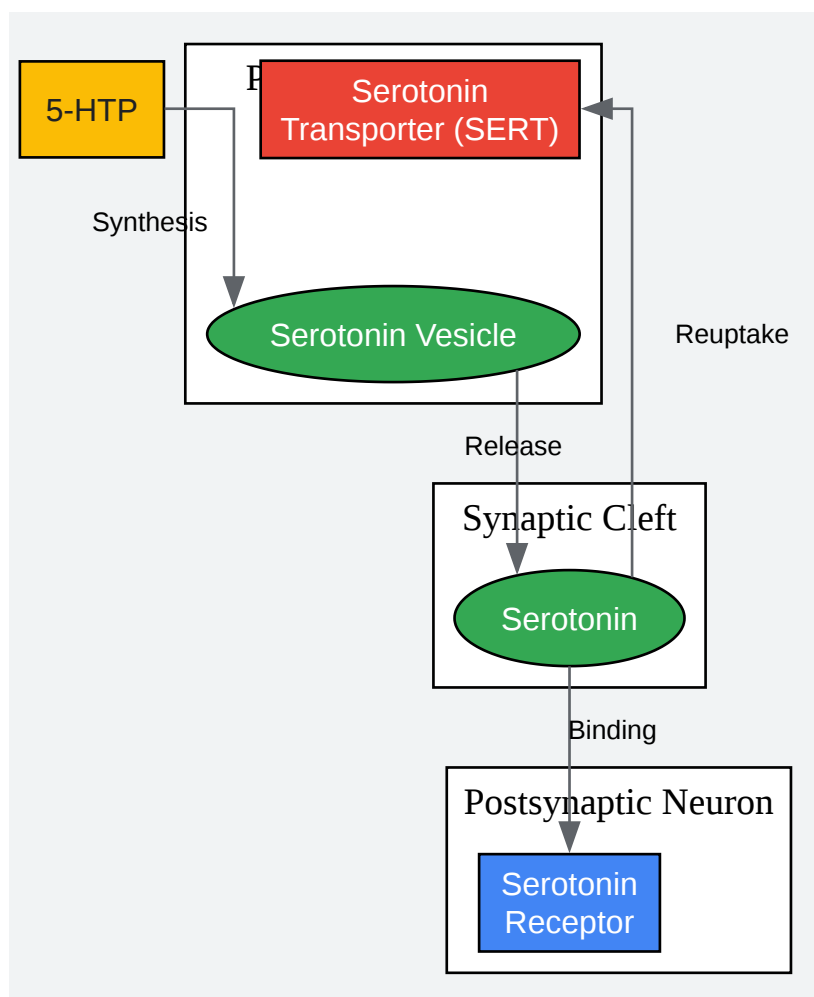 5-HTP
Serotonin
Transporter (SERT)
Synthesis
Serotonin Vesicle
Reuptake
Release
Synaptic Cleft
Serotonin
Binding
Postsynaptic Neuron
Serotonin
Receptor